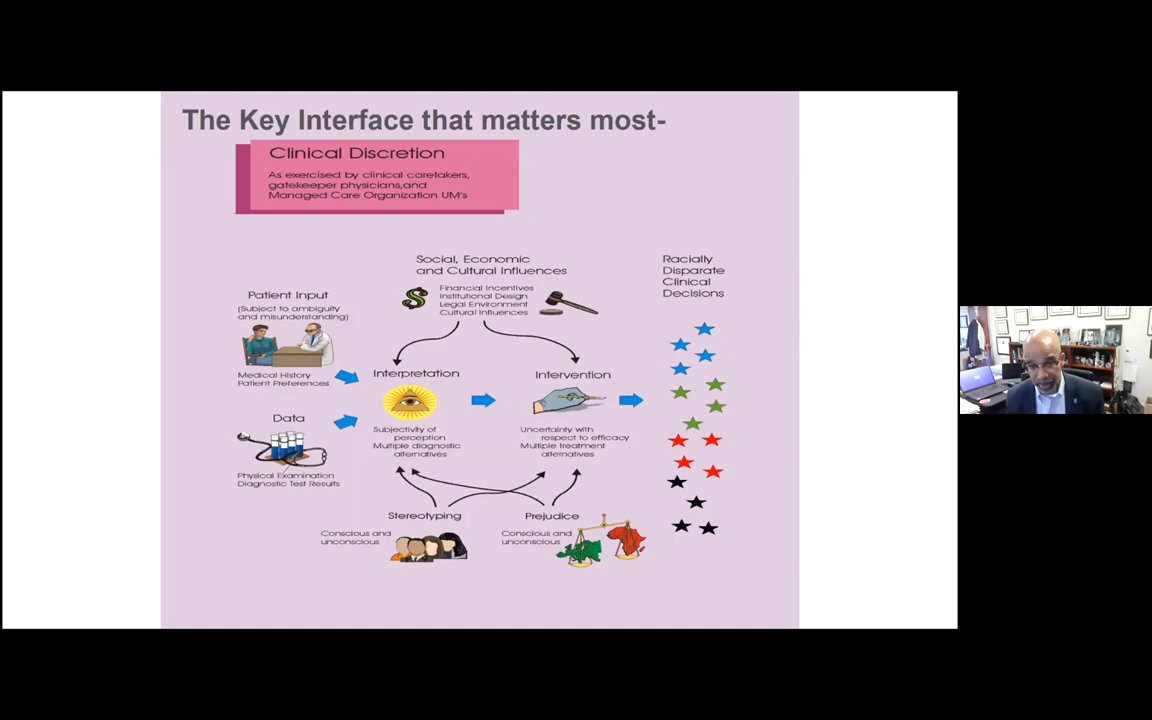 The Key Interface that matters most-
Clinical Discretion
As exercised by clinical caretakers,
gatekeeper physicians,and
Managed Care Organization UM's
Social, Economic
and Cultural Influences
Financial Incentives
Institutional Design
Legal Environment
Cultural Influences
Racially
Disparate
Clinical
Decisions
Patient Input
(Subject to ambiguity
and misunderstanding)
Medical History
Patient Preferences
Data
Physical Examination
Diagnostic Test Results
Interpretation
Subjectivity of
perception
Multiple diagnostic
alternatives
Intervention
Uncertainty with
respect to efficacy
Multiple treatment
alternatives
Stereotyping
Conscious and
unconscious
Prejudice
Conscious and
unconscious